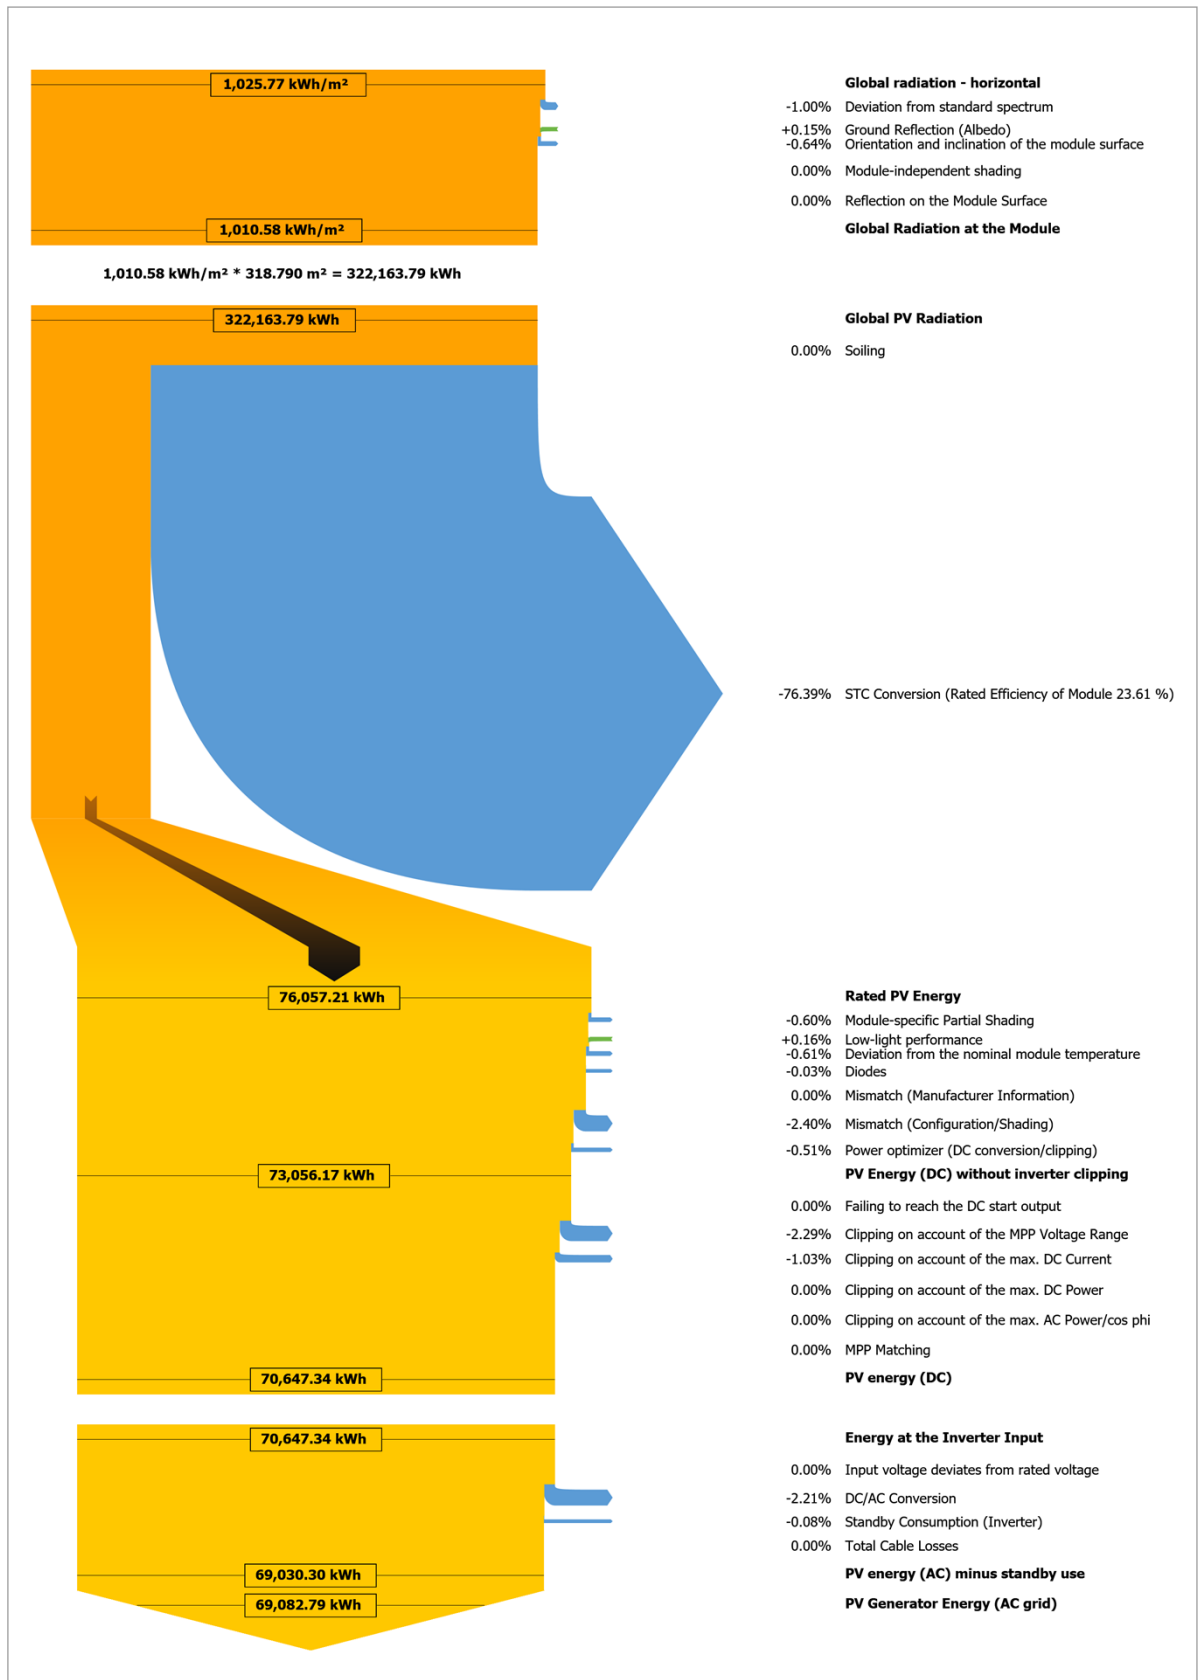 1,025.77 kWh/m²
Global radiation - horizontal
-1.00% Deviation from standard spectrum
+0.15% Ground Reflection (Albedo)
-0.64% Orientation and inclination of the module surface
0.00% Module-independent shading
0.00% Reflection on the Module Surface
1,010.58 kWh/m²
Global Radiation at the Module
1,010.58 kWh/m² * 318.790 m² = 322,163.79 kWh
322,163.79 kWh
Global PV Radiation
0.00% Soiling
-76.39% STC Conversion (Rated Efficiency of Module 23.61 %)
76,057.21 kWh
Rated PV Energy
-0.60% Module-specific Partial Shading
+0.16% Low-light performance
-0.61% Deviation from the nominal module temperature
-0.03% Diodes
0.00% Mismatch (Manufacturer Information)
-2.40% Mismatch (Configuration/Shading)
-0.51% Power optimizer (DC conversion/clipping)
73,056.17 kWh
PV Energy (DC) without inverter clipping
0.00% Failing to reach the DC start output
-2.29% Clipping on account of the MPP Voltage Range
-1.03% Clipping on account of the max. DC Current
0.00% Clipping on account of the max. DC Power
0.00% Clipping on account of the max. AC Power/cos phi
0.00% MPP Matching
70,647.34 kWh
PV energy (DC)
70,647.34 kWh
Energy at the Inverter Input
0.00% Input voltage deviates from rated voltage
-2.21% DC/AC Conversion
-0.08% Standby Consumption (Inverter)
0.00% Total Cable Losses
69,030.30 kWh
PV energy (AC) minus standby use
69,082.79 kWh
PV Generator Energy (AC grid)